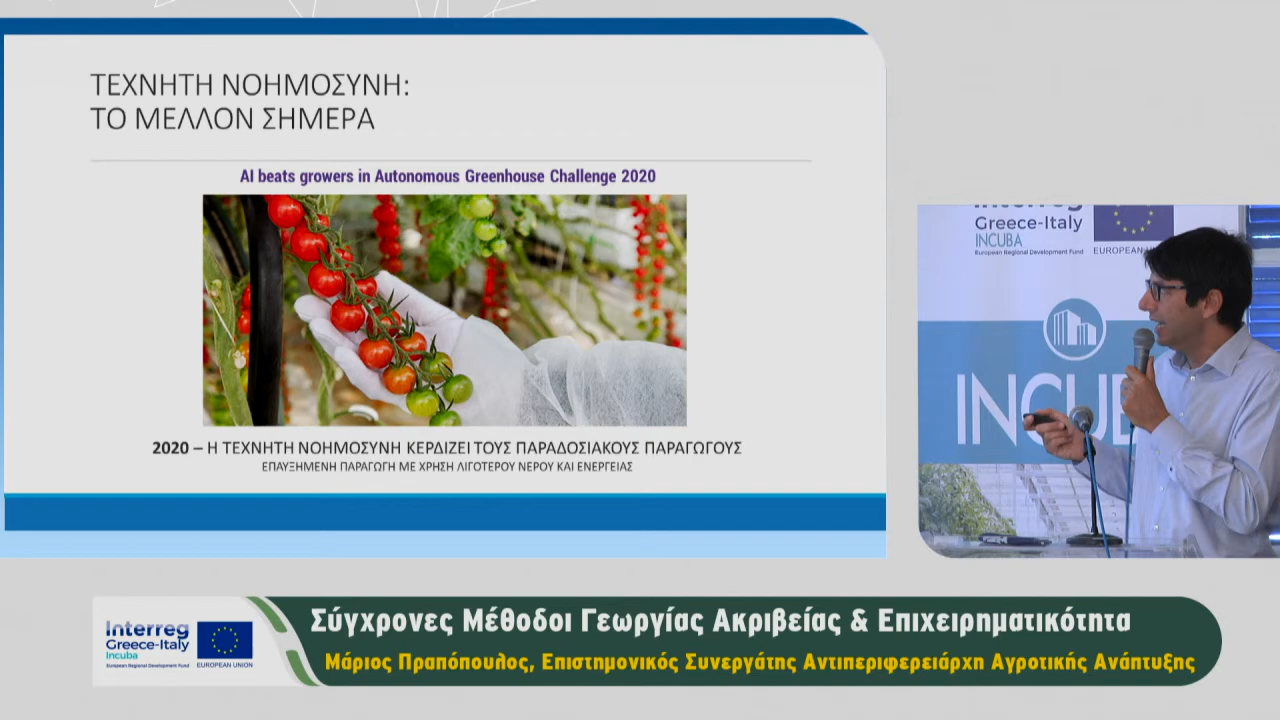 ΤΕΧΝΗΤΗ ΝΟΗΜΟΣΥΝΗ:
ΤΟ ΜΕΛΛΟΝ ΣΗΜΕΡΑ
AI beats growers in Autonomous Greenhouse Challenge 2020
2020 – Η ΤΕΧΝΗΤΗ ΝΟΗΜΟΣΥΝΗ ΚΕΡΔΙΖΕΙ ΤΟΥΣ ΠΑΡΑΔΟΣΙΑΚΟΥΣ ΠΑΡΑΓΩΓΟΥΣ
ΕΠΑΥΞΗΜΕΝΗ ΠΑΡΑΓΩΓΗ ΜΕ ΧΡΗΣΗ ΛΙΓΟΤΕΡΟΥ ΝΕΡΟΥ ΚΑΙ ΕΝΕΡΓΕΙΑΣ
Interreg
Greece-Italy
INCUBA
European Regional Development Fund
EUROPEAN UNI
INCUB
Σύγχρονες Μέθοδοι Γεωργίας Ακριβείας & Επιχειρηματικότητα
Μάριος Πραπόπουλος, Επιστημονικός Συνεργάτης Αντιπεριφερειάρχη Αγροτικής Ανάπτυξης
Interreg
Greece-Italy
Incuba
European Regional Development Fund
EUROPEAN UNION